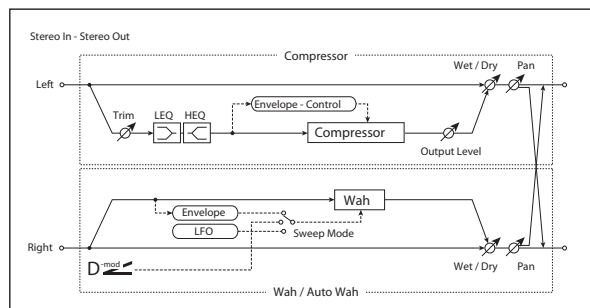 Stereo In - Stereo Out
Compressor
Wet / Dry
Pan
Left
Envelope - Control
Trim
LEQ
HEQ
Compressor
Output Level
Wah
Envelope
LFO
Sweep Mode
Right
D-mod
Wet / Dry
Pan
Wah / Auto Wah